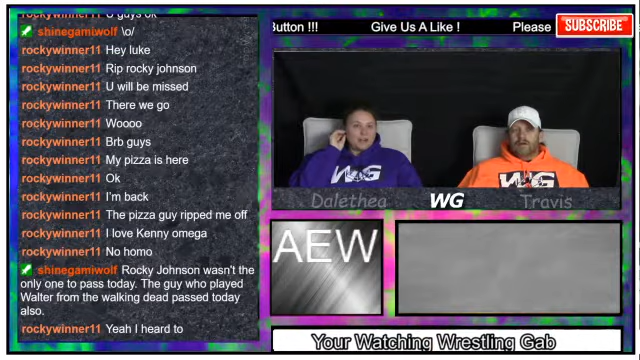 rockywinner11 U guys ok
shinegamiwolf \o/
rockywinner11 Hey luke
rockywinner11 Rip rocky johnson
rockywinner11 U will be missed
rockywinner11 There we go
rockywinner11 Woooo
rockywinner11 Brb guys
rockywinner11 My pizza is here
rockywinner11 Ok
rockywinner11 I'm back
rockywinner11 The pizza guy ripped me off
rockywinner11 I love Kenny omega
rockywinner11 No homo
shinegamiwolf Rocky Johnson wasn't the
only one to pass today. The guy who played
Walter from the walking dead passed today
also.
rockywinner11 Yeah I heard to
Button !!! Give Us A Like ! Please
SUBSCRIBE
WG
WG
Dalethea WG Travis
AEW
Your Watching Wrestling Gab